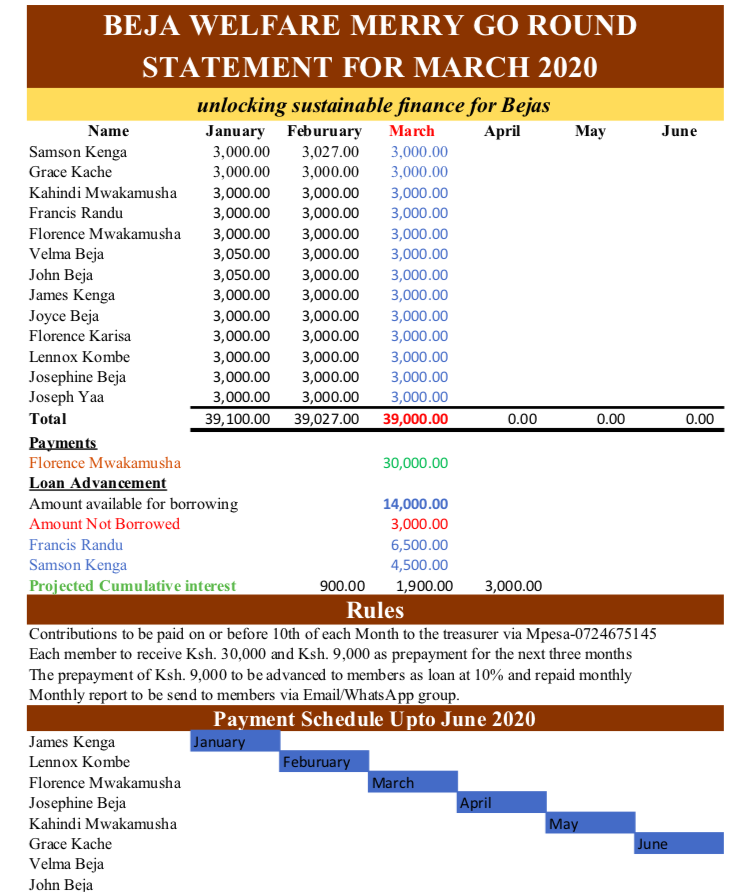 BEJA WELFARE MERRY GO ROUND
STATEMENT FOR MARCH 2020
unlocking sustainable finance for Bejas
Name January Feburuary March April May June
Samson Kenga 3,000.00 3,027.00 3,000.00
Grace Kache 3,000.00 3,000.00 3,000.00
Kahindi Mwakamusha 3,000.00 3,000.00 3,000.00
Francis Randu 3,000.00 3,000.00 3,000.00
Florence Mwakamusha 3,000.00 3,000.00 3,000.00
Velma Beja 3,050.00 3,000.00 3,000.00
John Beja 3,050.00 3,000.00 3,000.00
James Kenga 3,000.00 3,000.00 3,000.00
Joyce Beja 3,000.00 3,000.00 3,000.00
Florence Karisa 3,000.00 3,000.00 3,000.00
Lennox Kombe 3,000.00 3,000.00 3,000.00
Josephine Beja 3,000.00 3,000.00 3,000.00
Joseph Yaa 3,000.00 3,000.00 3,000.00
Total 39,100.00 39,027.00 39,000.00 0.00 0.00 0.00
Payments
Florence Mwakamusha 30,000.00
Loan Advancement
Amount available for borrowing 14,000.00
Amount Not Borrowed 3,000.00
Francis Randu 6,500.00
Samson Kenga 4,500.00
Projected Cumulative interest 900.00 1,900.00 3,000.00
Rules
Contributions to be paid on or before 10th of each Month to the treasurer via Mpesa-0724675145
Each member to receive Ksh. 30,000 and Ksh. 9,000 as prepayment for the next three months
The prepayment of Ksh. 9,000 to be advanced to members as loan at 10% and repaid monthly
Monthly report to be send to members via Email/WhatsApp group.
Payment Schedule Upto June 2020
James Kenga January
Lennox Kombe Feburuary
Florence Mwakamusha March
Josephine Beja April
Kahindi Mwakamusha May
Grace Kache June
Velma Beja
John Beja